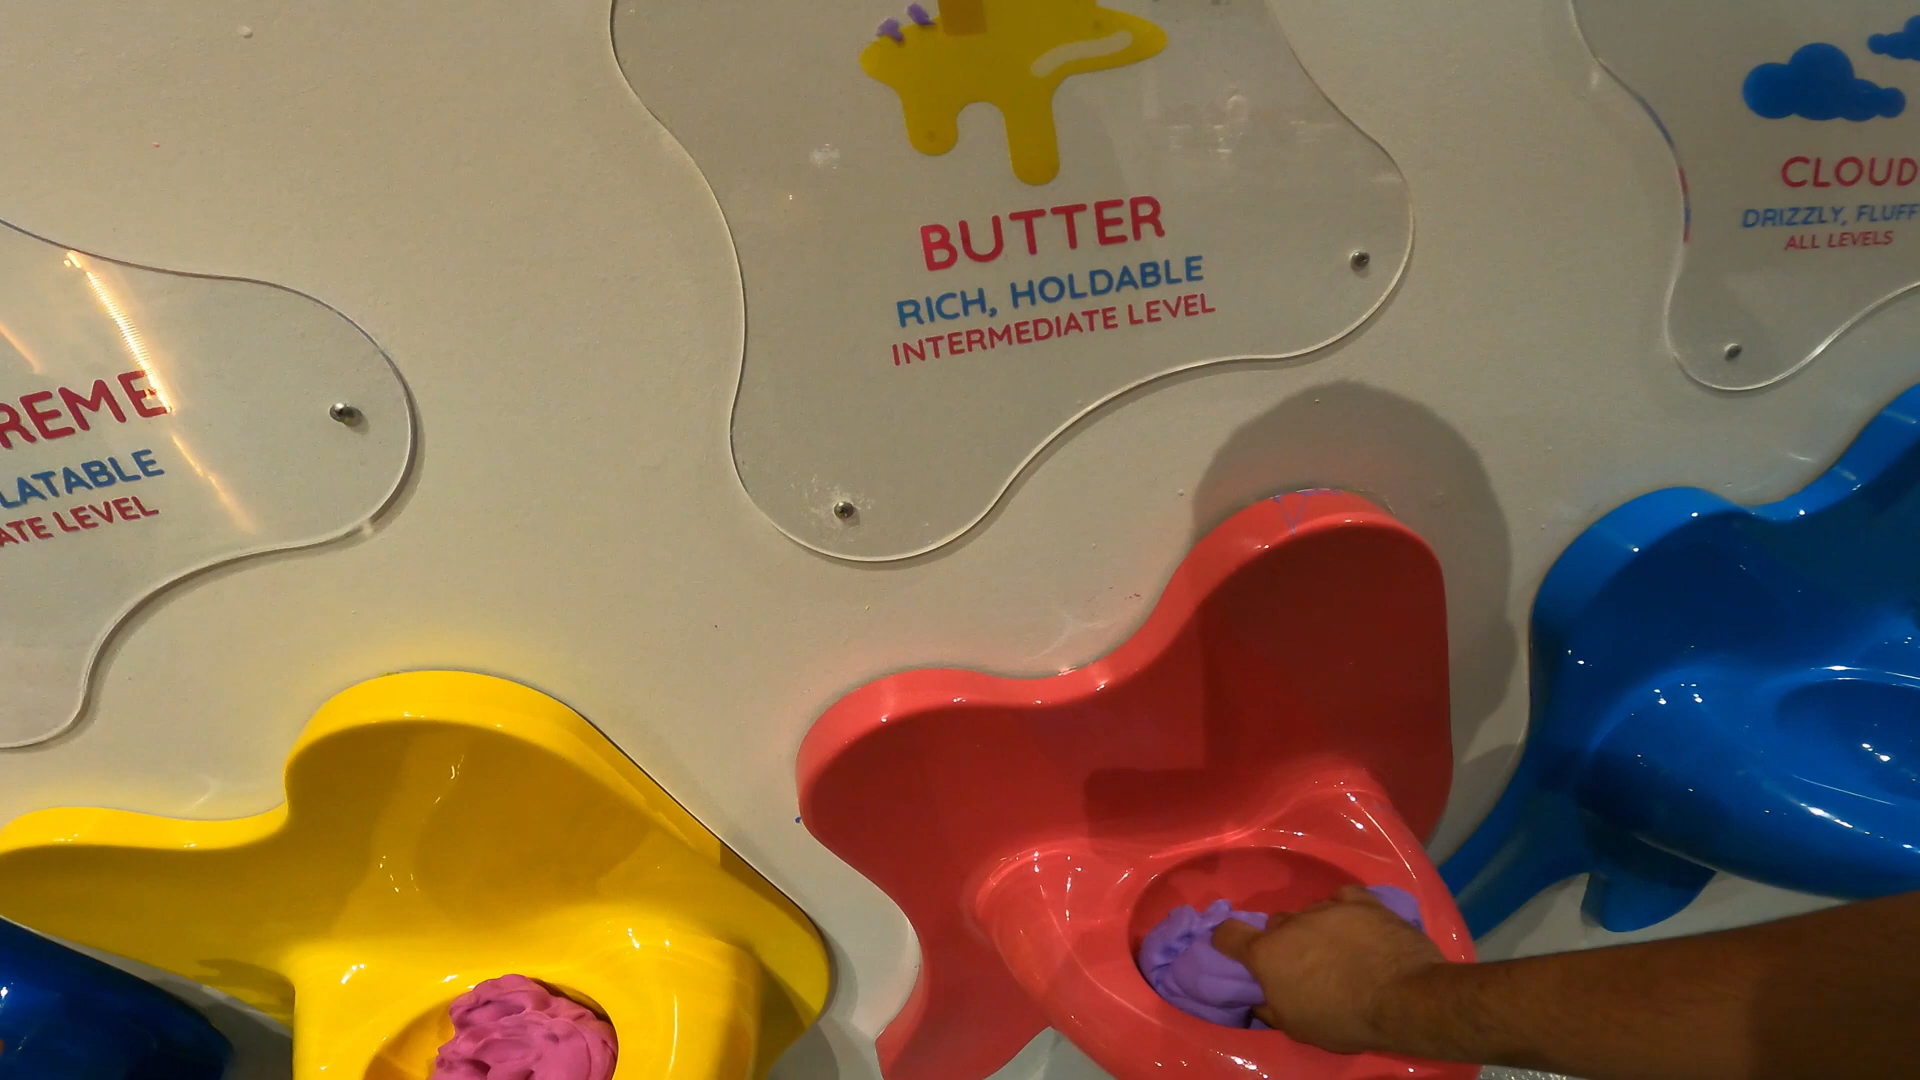 REME
LATABLE
ATE LEVEL
BUTTER
RICH, HOLDABLE
INTERMEDIATE LEVEL
CLOUD
DRIZZLY, FLUFF
ALL LEVELS